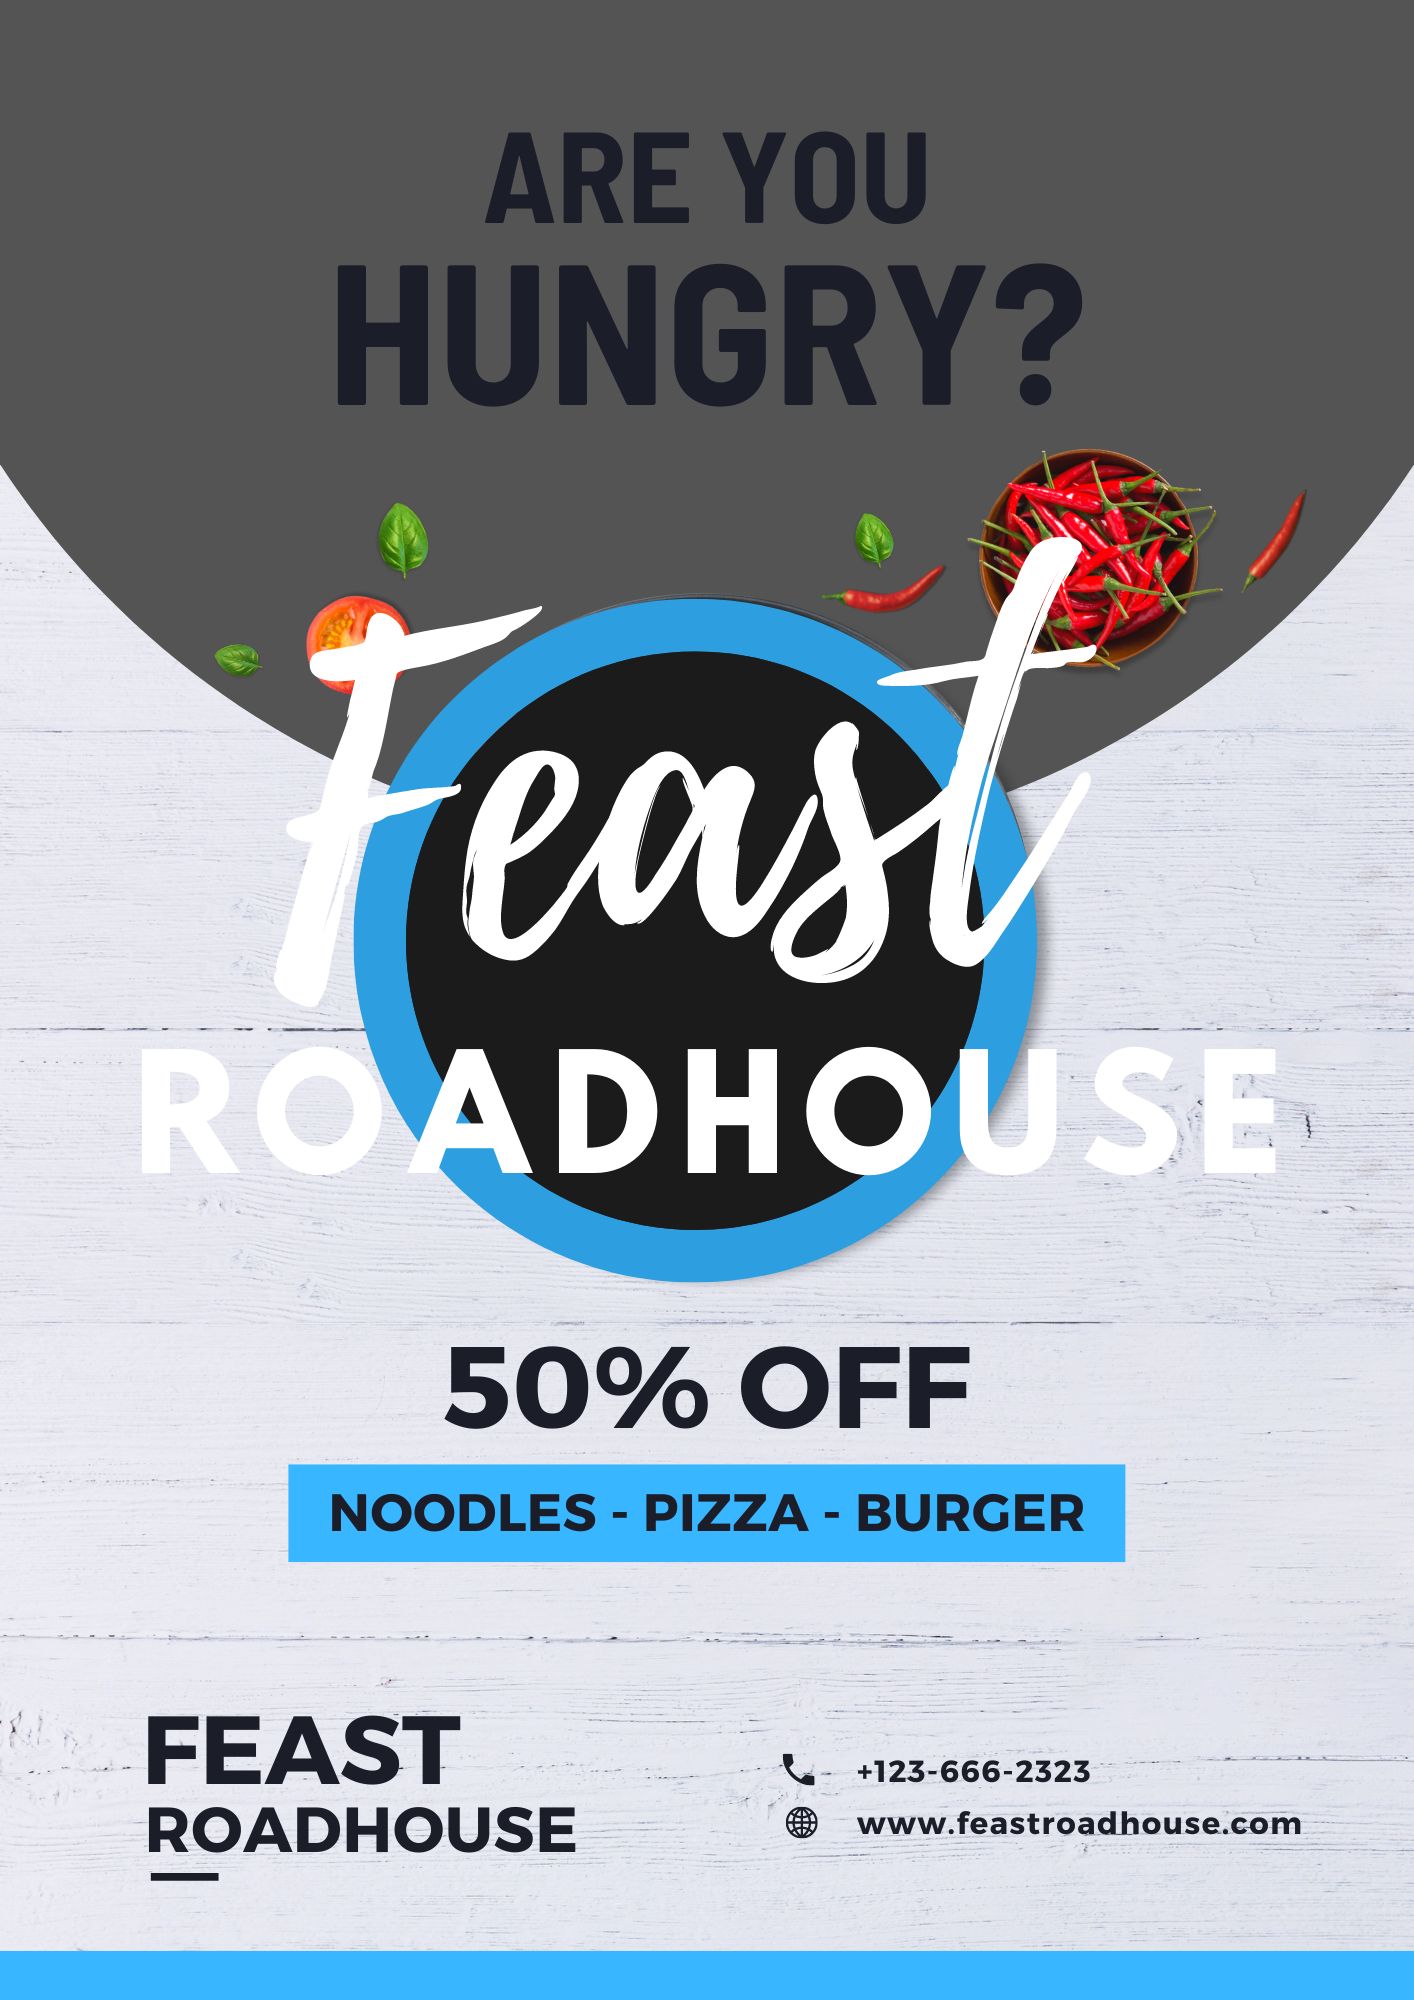 ARE YOU
HUNGRY?
Feast
ROADHOUSE
50% OFF
NOODLES - PIZZA - BURGER
FEAST
ROADHOUSE
+123-666-2323
www.feastroadhouse.com